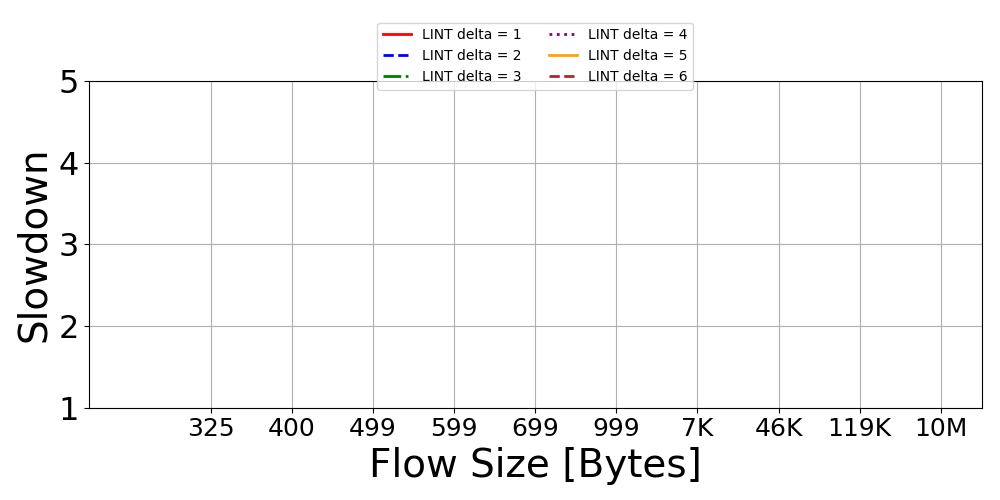 LINT delta = 1
LINT delta = 2
LINT delta = 3
LINT delta = 4
LINT delta = 5
LINT delta = 6
Slowdown
5
4
3
2
1
325 400 499 599 699 999 7K 46K 119K 10M
Flow Size [Bytes]